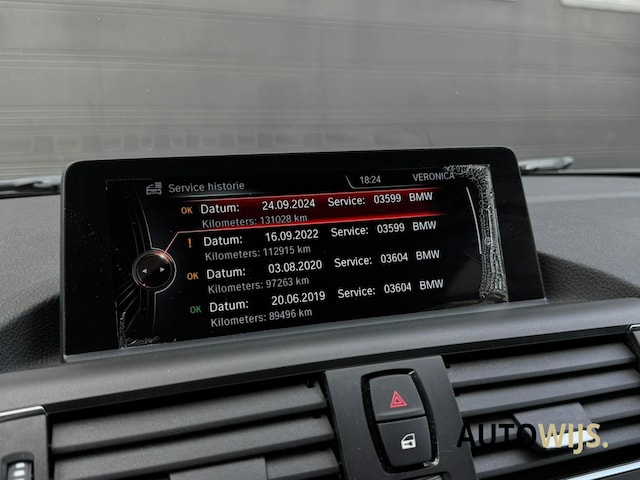 Service historie 18:24 VERONICA
OK Datum: 24.09.2024 Service: 03599 BMW
Kilometers: 131028 km
! Datum: 16.09.2022 Service: 03599 BMW
Kilometers: 112915 km
OK Datum: 03.08.2020 Service: 03604 BMW
Kilometers: 97263 km
OK Datum: 20.06.2019 Service: 03604 BMW
Kilometers: 89496 km
AUTOWIJS.